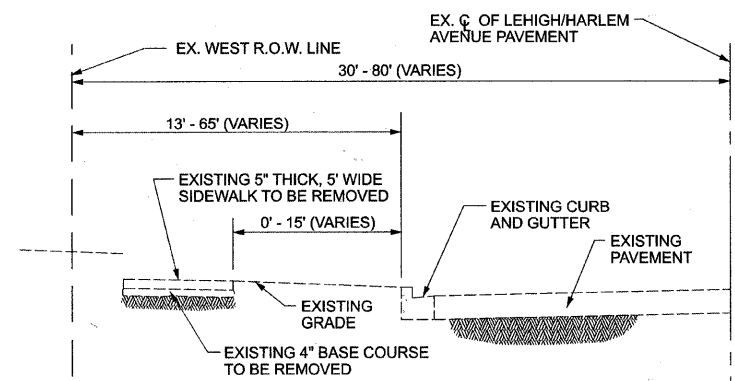 EX. ℄ OF LEHIGH/HARLEM
AVENUE PAVEMENT
EX. WEST R.O.W. LINE
30' - 80' (VARIES)
13' - 65' (VARIES)
EXISTING 5" THICK, 5' WIDE
SIDEWALK TO BE REMOVED
0' - 15' (VARIES)
EXISTING CURB
AND GUTTER
EXISTING
PAVEMENT
EXISTING
GRADE
EXISTING 4" BASE COURSE
TO BE REMOVED